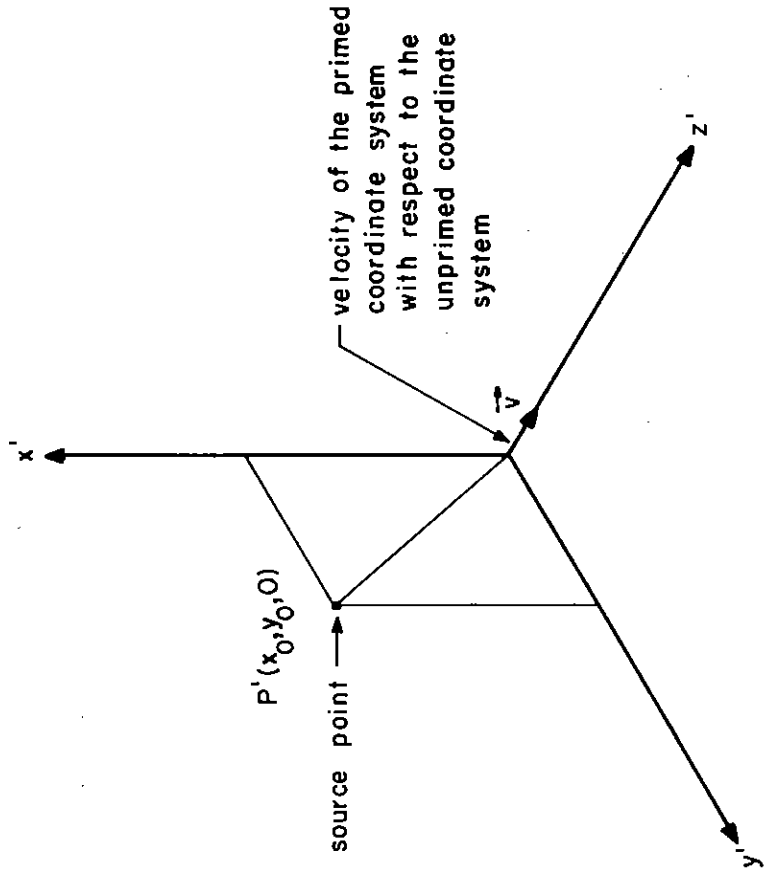 x'
P'(x0,y0,0)
source point
velocity of the primed
coordinate system
with respect to the
unprimed coordinate
system
v
y'
z'